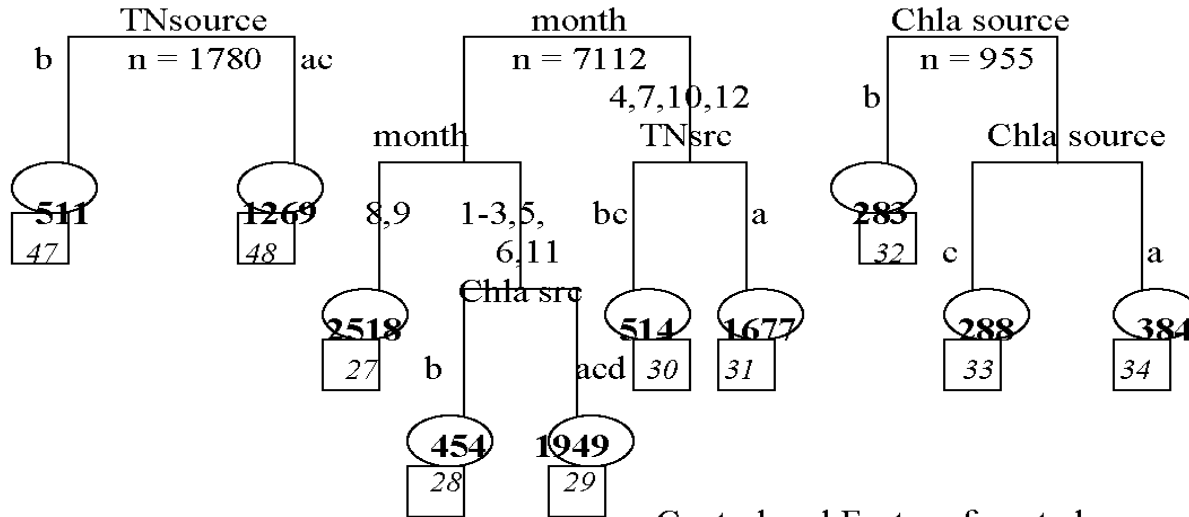 TNsource
month
Chla source
b
n = 1780
ac
n = 7112
n = 955
4,7,10,12
b
month
TNsrc
Chla source
511
1269
8,9
1-3,5,
bc
a
283
47
48
6,11
32
c
a
Chla src
2518
514
1677
288
384
27
b
acd
30
31
33
34
454
1949
28
29